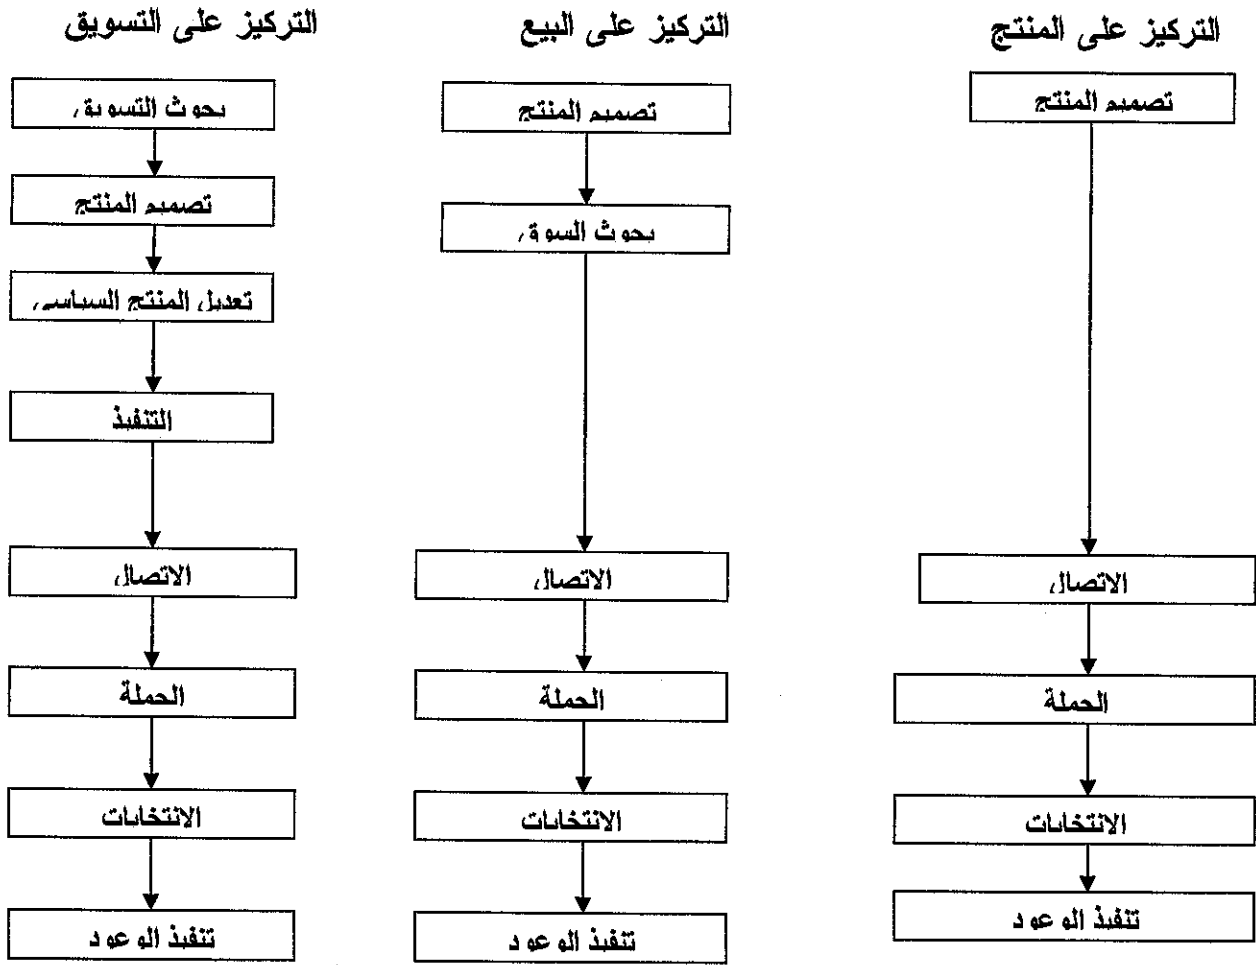 التركيز على المنتج
تصميم المنتج
الاتصال
الحملة
الانتخابات
تنفيذ الوعود
التركيز على البيع
تصميم المنتج
بحوث السوق
الاتصال
الحملة
الانتخابات
تنفيذ الوعود
التركيز على التسويق
بحوث التسويق
تصميم المنتج
تعديل المنتج السياسي
التنفيذ
الاتصال
الحملة
الانتخابات
تنفيذ الوعود